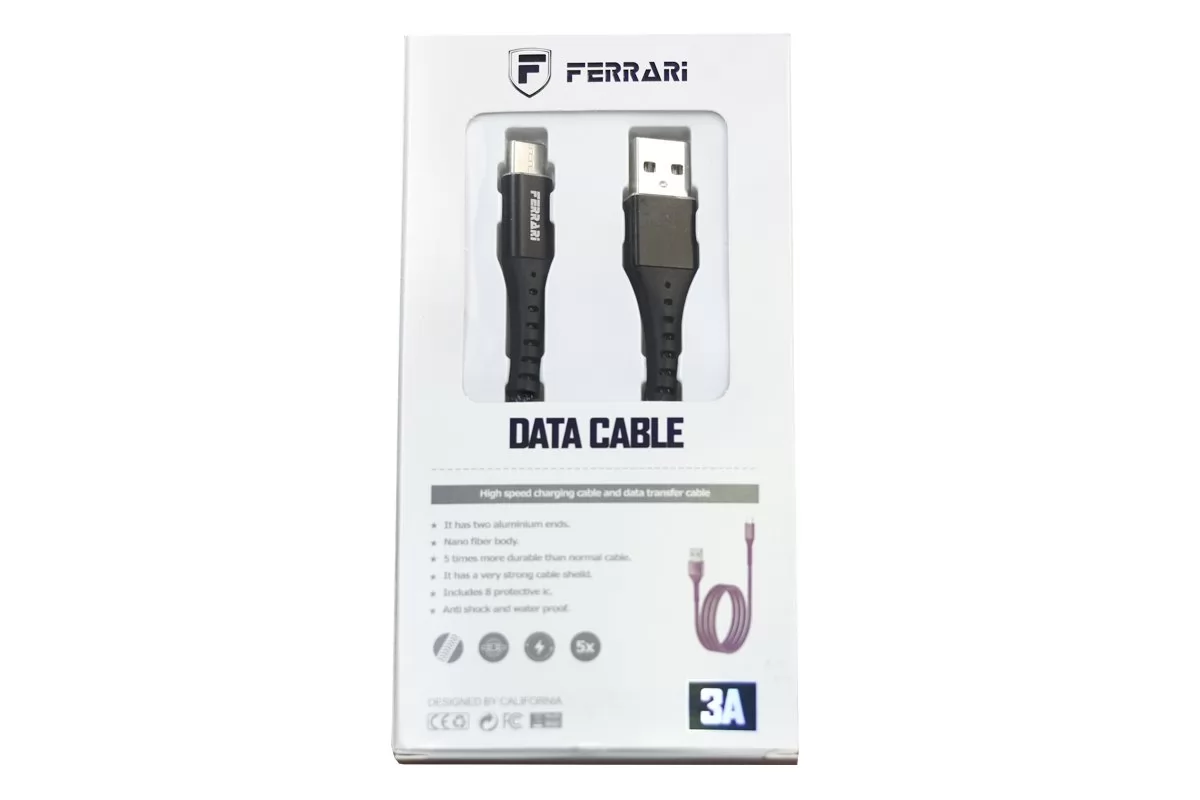 F FERRARi
FERRARi
DATA CABLE
High speed charging cable and data transfer cable
It has two aluminium ends.
Nano fiber body.
5 times more durable than normal cable.
It has a very strong cable sheild.
Includes 8 protective ic.
Anti shock and water proof.
5x
DESIGNED BY CALIFORNIA
CE FC
3A